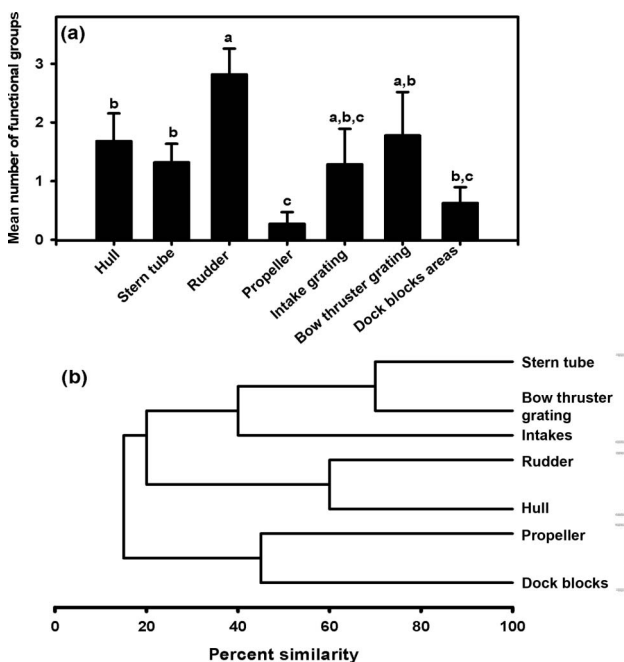 (a)
Mean number of functional groups
3
2
1
0
b
b
a
c
a,b,c
a,b
b,c
Hull
Stern tube
Rudder
Propeller
Intake grating
Bow thruster grating
Dock blocks areas
(b)
Stern tube
Bow thruster
grating
Intakes
Rudder
Hull
Propeller
Dock blocks
0
20
40
60
80
100
Percent similarity